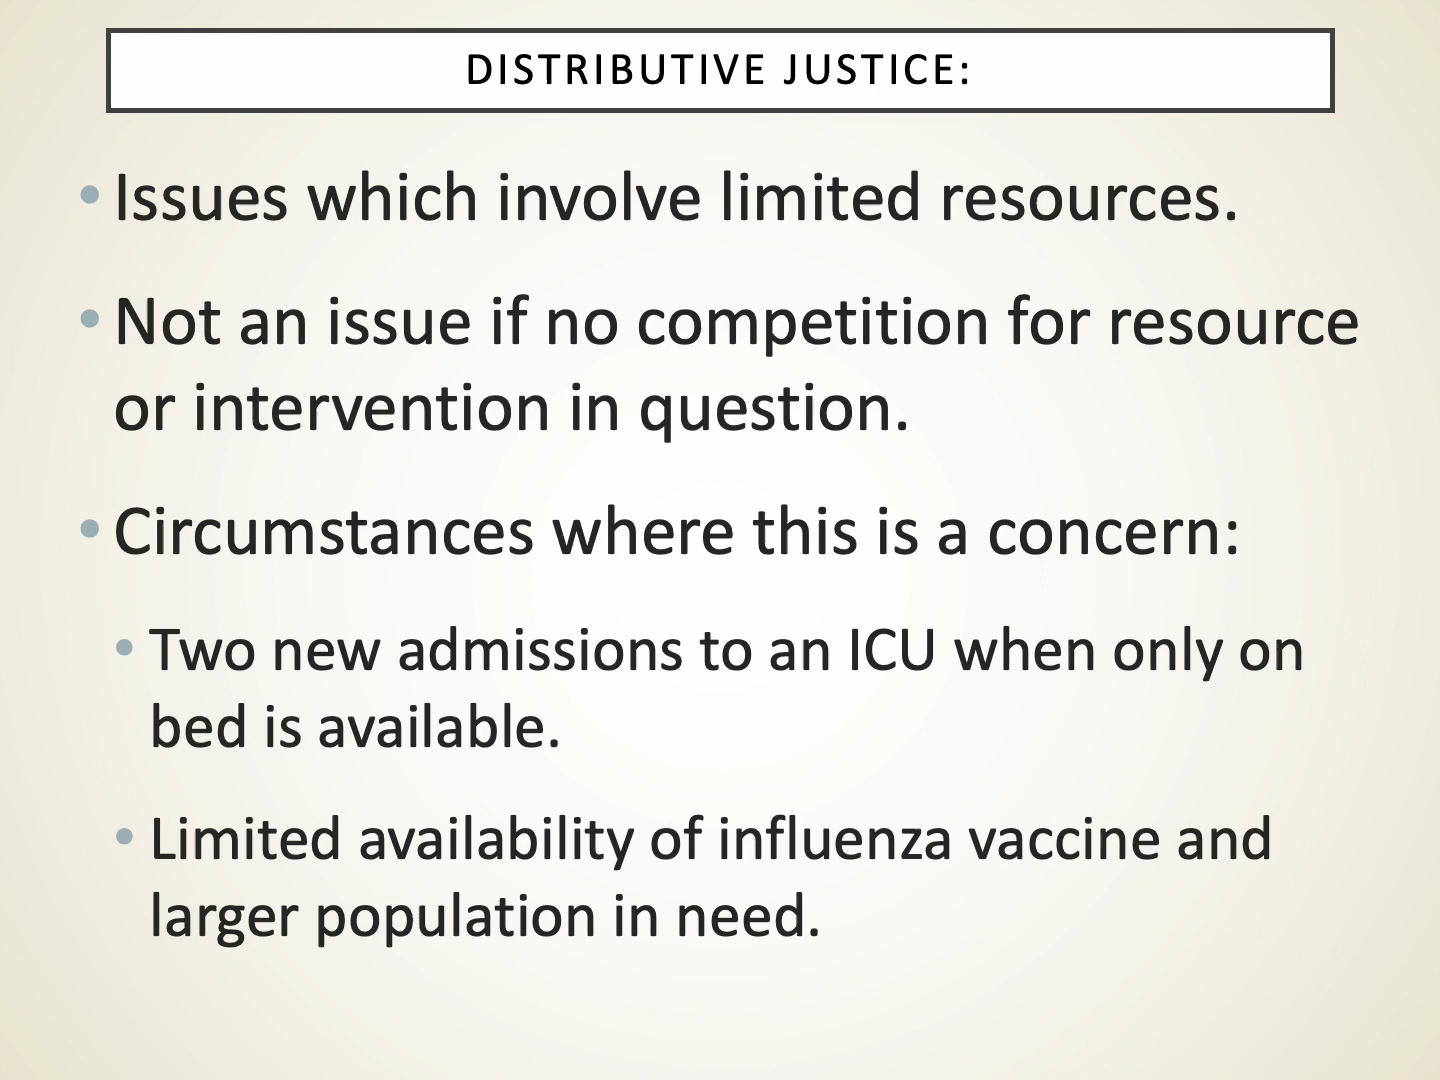 DISTRIBUTIVE JUSTICE:
• Issues which involve limited resources.
• Not an issue if no competition for resource
or intervention in question.
• Circumstances where this is a concern:
• Two new admissions to an ICU when only on
bed is available.
• Limited availability of influenza vaccine and
larger population in need.